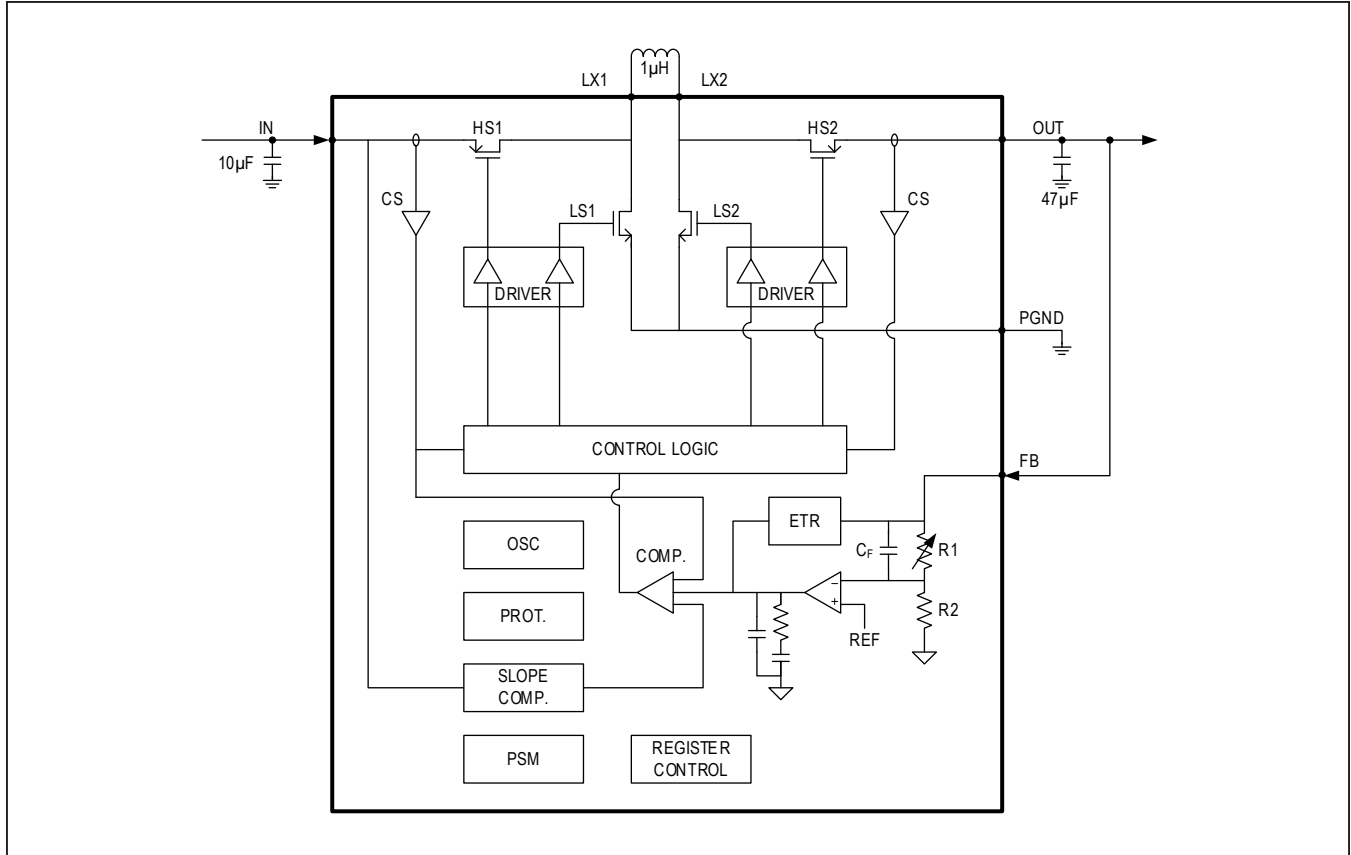 1µH
LX1
LX2
IN
HS1
HS2
OUT
10µF
47µF
CS
LS1
LS2
CS
DRIVER
DRIVER
PGND
CONTROL LOGIC
FB
ETR
OSC
COMP.
CF
R1
−
+
R2
PROT.
REF
SLOPE
COMP.
PSM
REGISTER
CONTROL